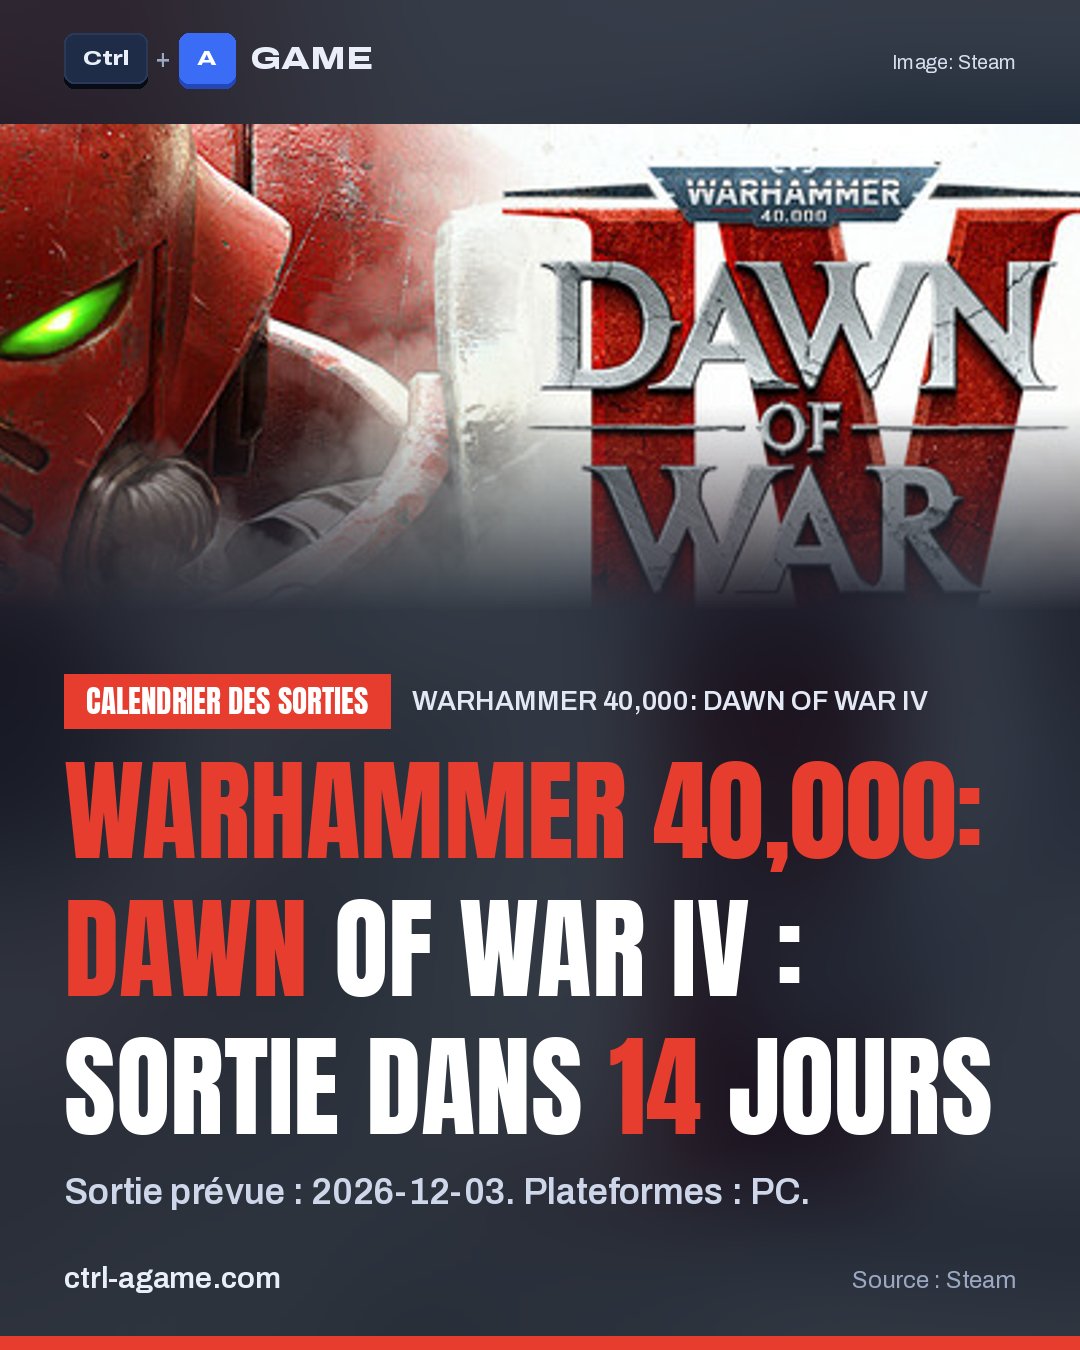 Ctrl + A GAME
Image: Steam
WARHAMMER
40,000
DAWN
OF
WAR
CALENDRIER DES SORTIES
WARHAMMER 40,000: DAWN OF WAR IV
WARHAMMER 40,000:
DAWN OF WAR IV :
SORTIE DANS 14 JOURS
Sortie prévue : 2026-12-03. Plateformes : PC.
ctrl-agame.com
Source : Steam